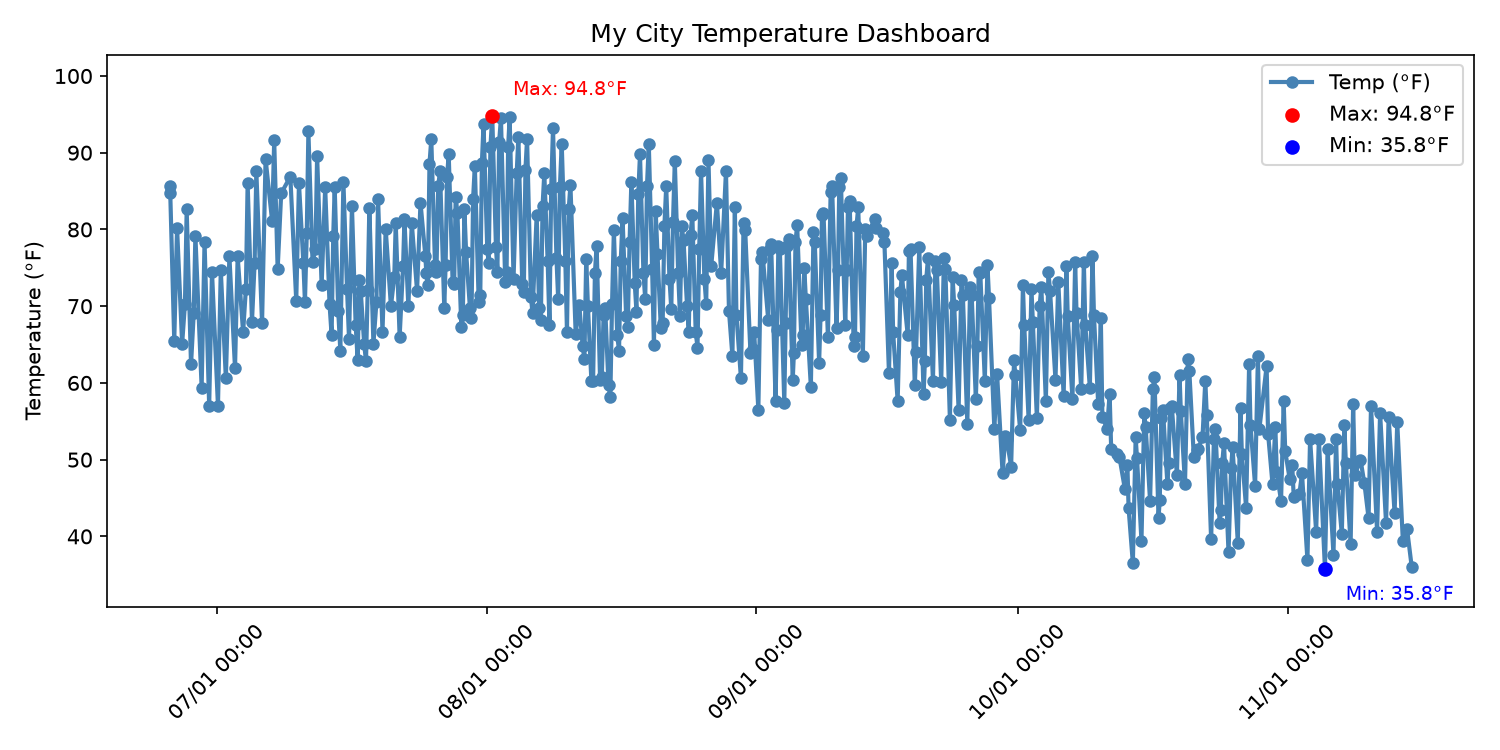 My City Temperature Dashboard
Temperature (°F)
100
90
80
70
60
50
40
Max: 94.8°F
Temp (°F)
Max: 94.8°F
Min: 35.8°F
Min: 35.8°F
07/01 00:00
08/01 00:00
09/01 00:00
10/01 00:00
11/01 00:00